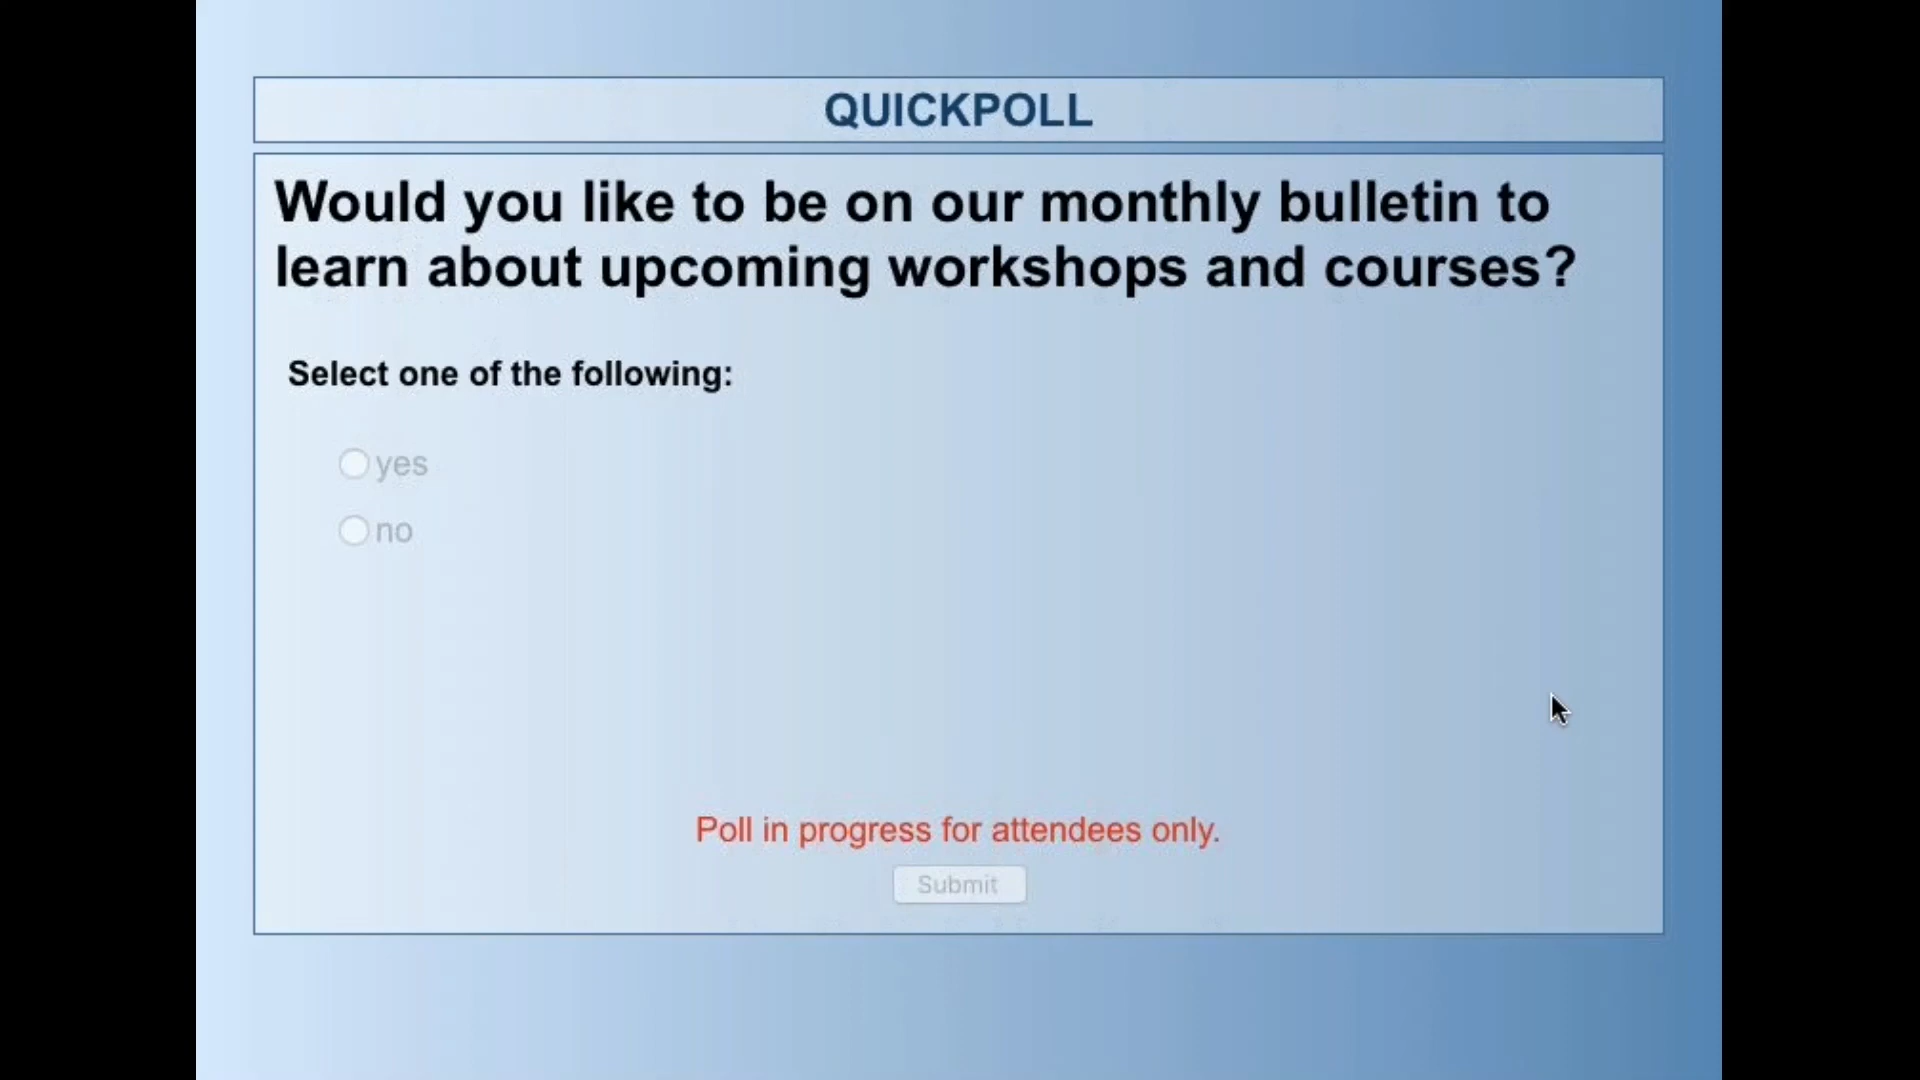 QUICKPOLL
Would you like to be on our monthly bulletin to
learn about upcoming workshops and courses?
Select one of the following:
yes
no
Poll in progress for attendees only.
Submit